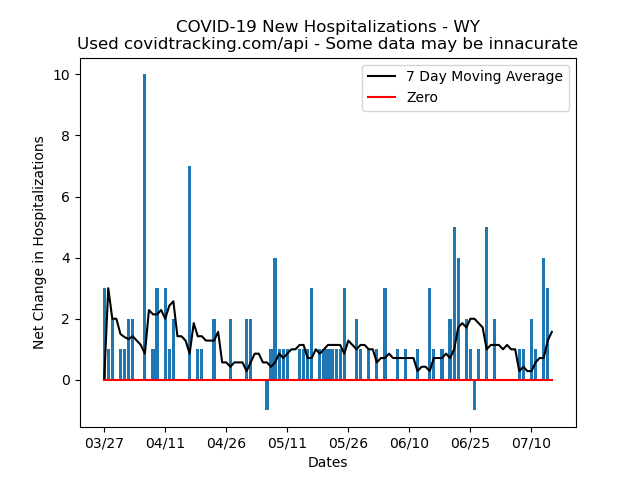 COVID-19 New Hospitalizations - WY
Used covidtracking.com/api - Some data may be innacurate
7 Day Moving Average
Zero
Net Change in Hospitalizations
10
8
6
4
2
0
03/27 04/11 04/26 05/11 05/26 06/10 06/25 07/10
Dates